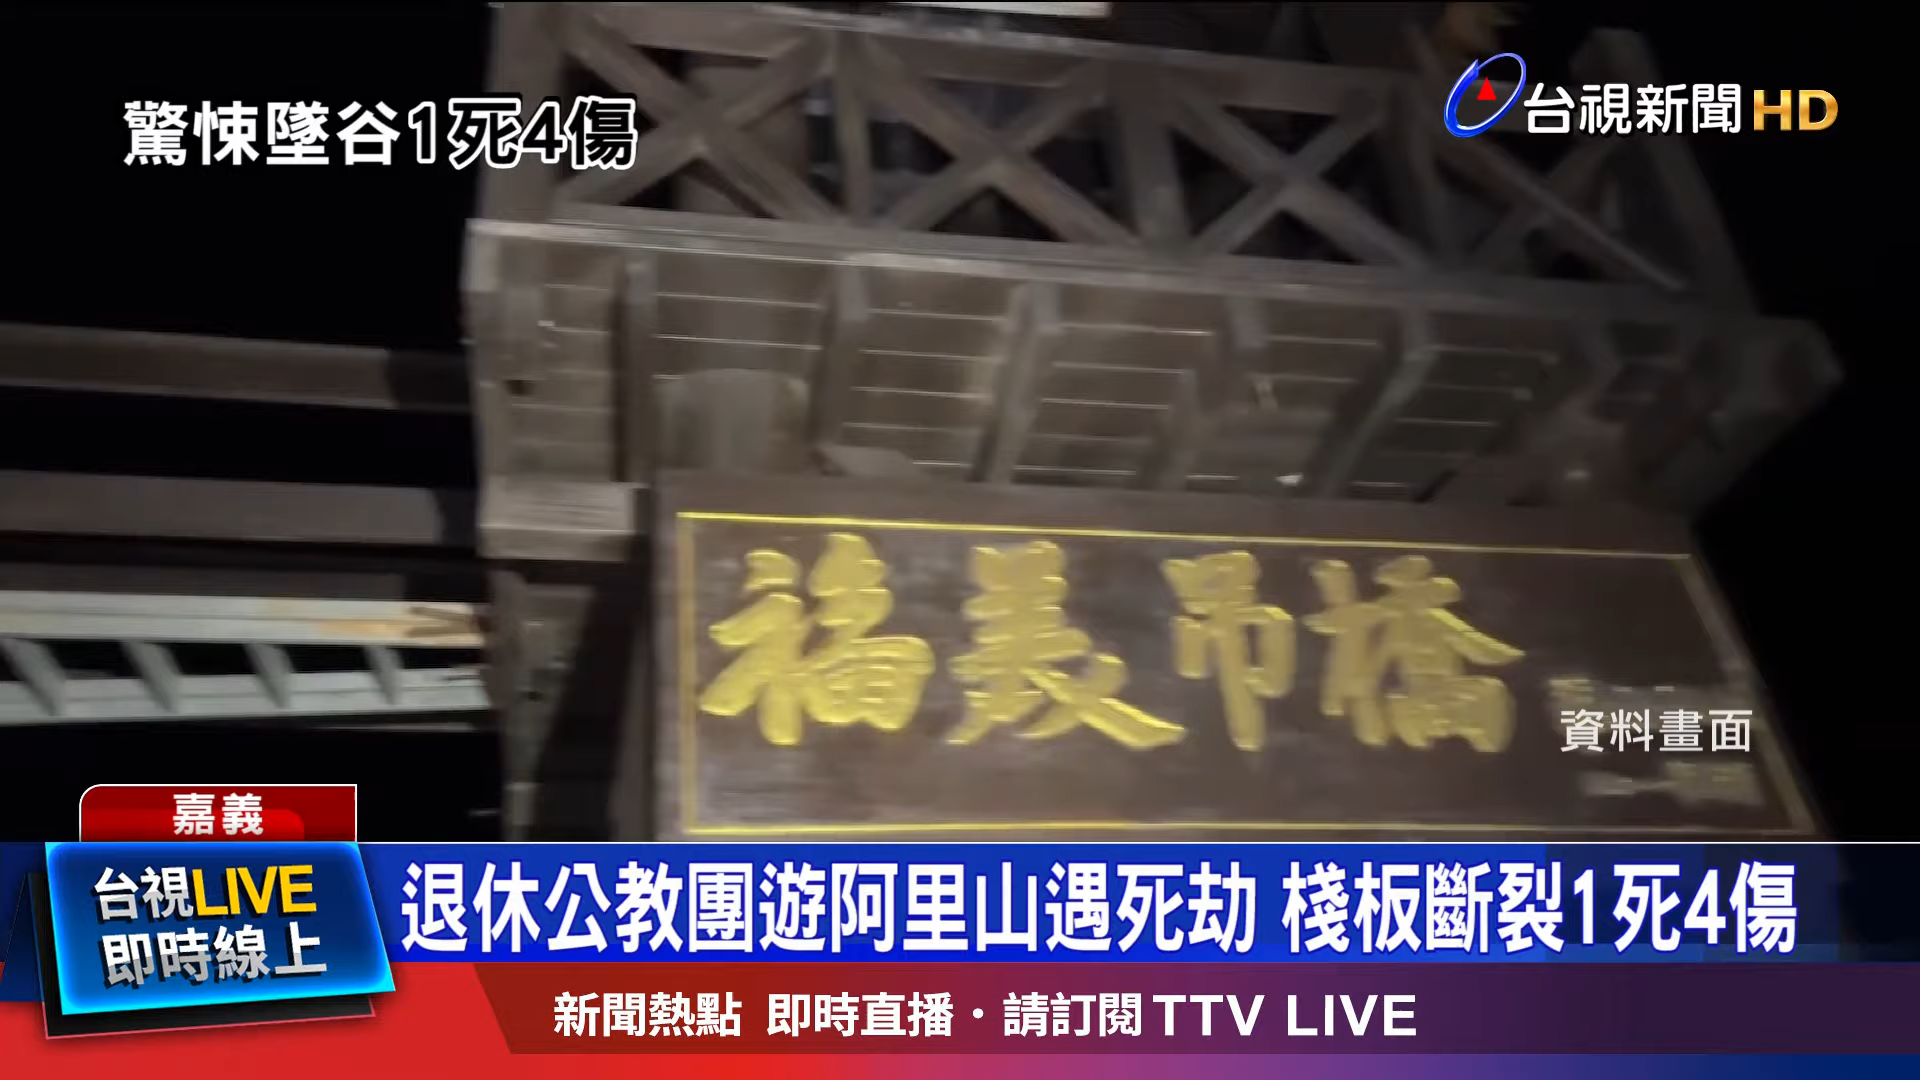 驚悚墜谷1死4傷
台視新聞HD
福義吊橋
資料畫面
嘉義
台視LIVE
即時線上
退休公教團遊阿里山遇死劫 棧板斷裂1死4傷
新聞熱點 即時直播・請訂閱TTV LIVE